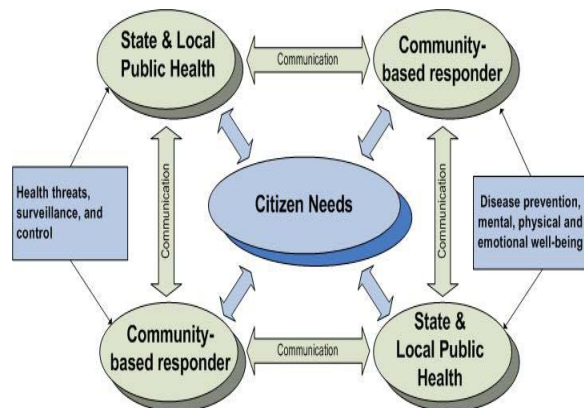 State & Local
Public Health
Communication
Community-
based responder
Health threats,
surveillance, and
control
Communication
Citizen Needs
Communication
Disease prevention,
mental, physical and
emotional well-being
Community-
based responder
Communication
State &
Local Public
Health